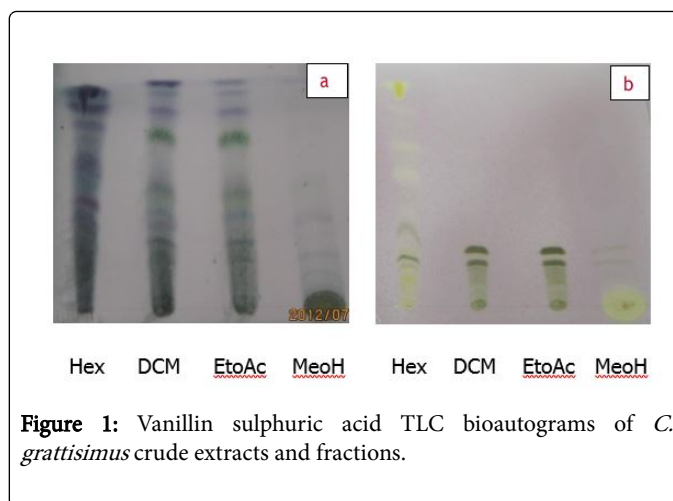 a
b
2012/07
Hex DCM EtoAc MeoH Hex DCM EtoAc MeoH
Figure 1: Vanillin sulphuric acid TLC bioautograms of C.
grattisimus crude extracts and fractions.